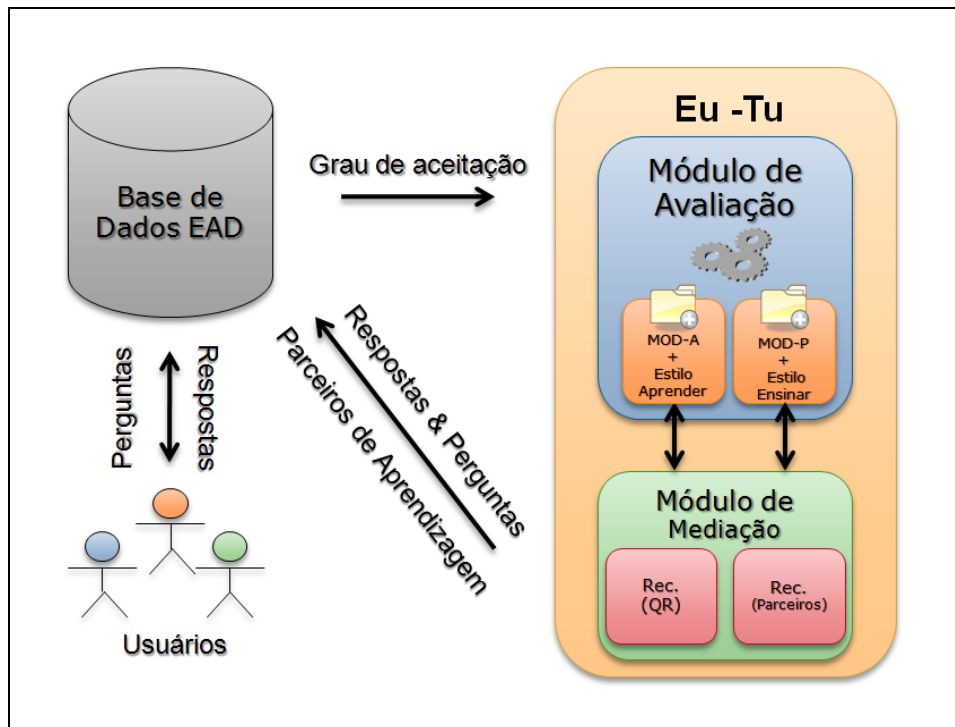 Base de
Dados EAD
Grau de aceitação
Perguntas
Respostas
Usuários
Respostas & Perguntas
Parceiros de Aprendizagem
Eu -Tu
Módulo de
Avaliação
MOD-A
+
Estilo
Aprender
MOD-P
+
Estilo
Ensinar
Módulo de
Mediação
Rec.
(QR)
Rec.
(Parceiros)